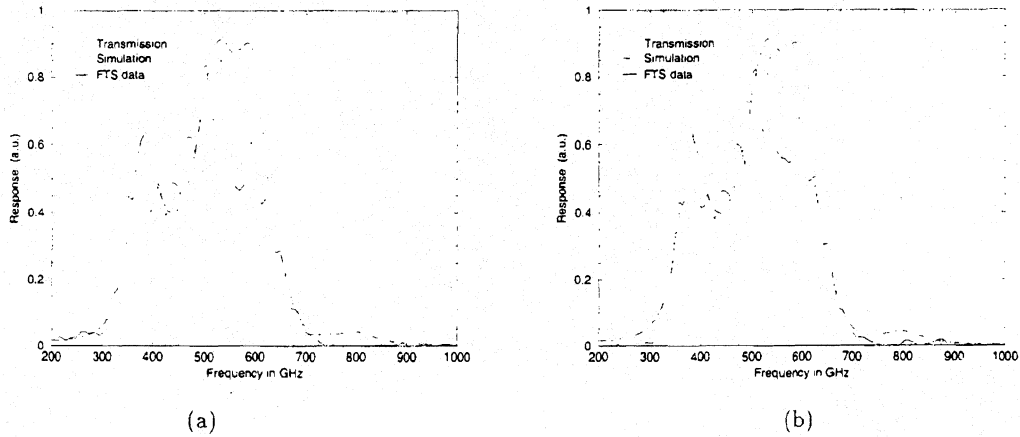 1
Transmission
Simulation
FTS data
0.8
0.6
0.4
0.2
0
Response (a.u.)
200 300 400 500 600 700 800 900 1000
Frequency in GHz
(a)
1
Transmission
Simulation
FTS data
0.8
0.6
0.4
0.2
0
Response (a.u.)
200 300 400 500 600 700 800 900 1000
Frequency in GHz
(b)